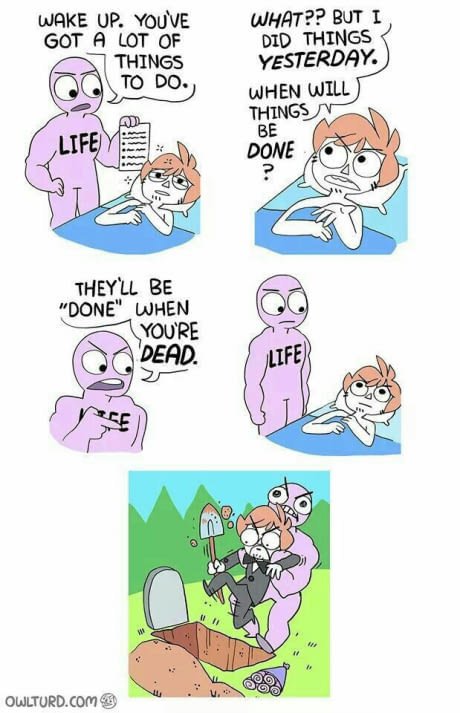 WAKE UP. YOU'VE
GOT A LOT OF
THINGS
TO DO.
LIFE
WHAT?? BUT I
DID THINGS
YESTERDAY.
WHEN WILL
THINGS
BE
DONE
?
THEY'LL BE
"DONE" WHEN
YOU'RE
DEAD.
LIFE
LIFE
OWLTURD.COM